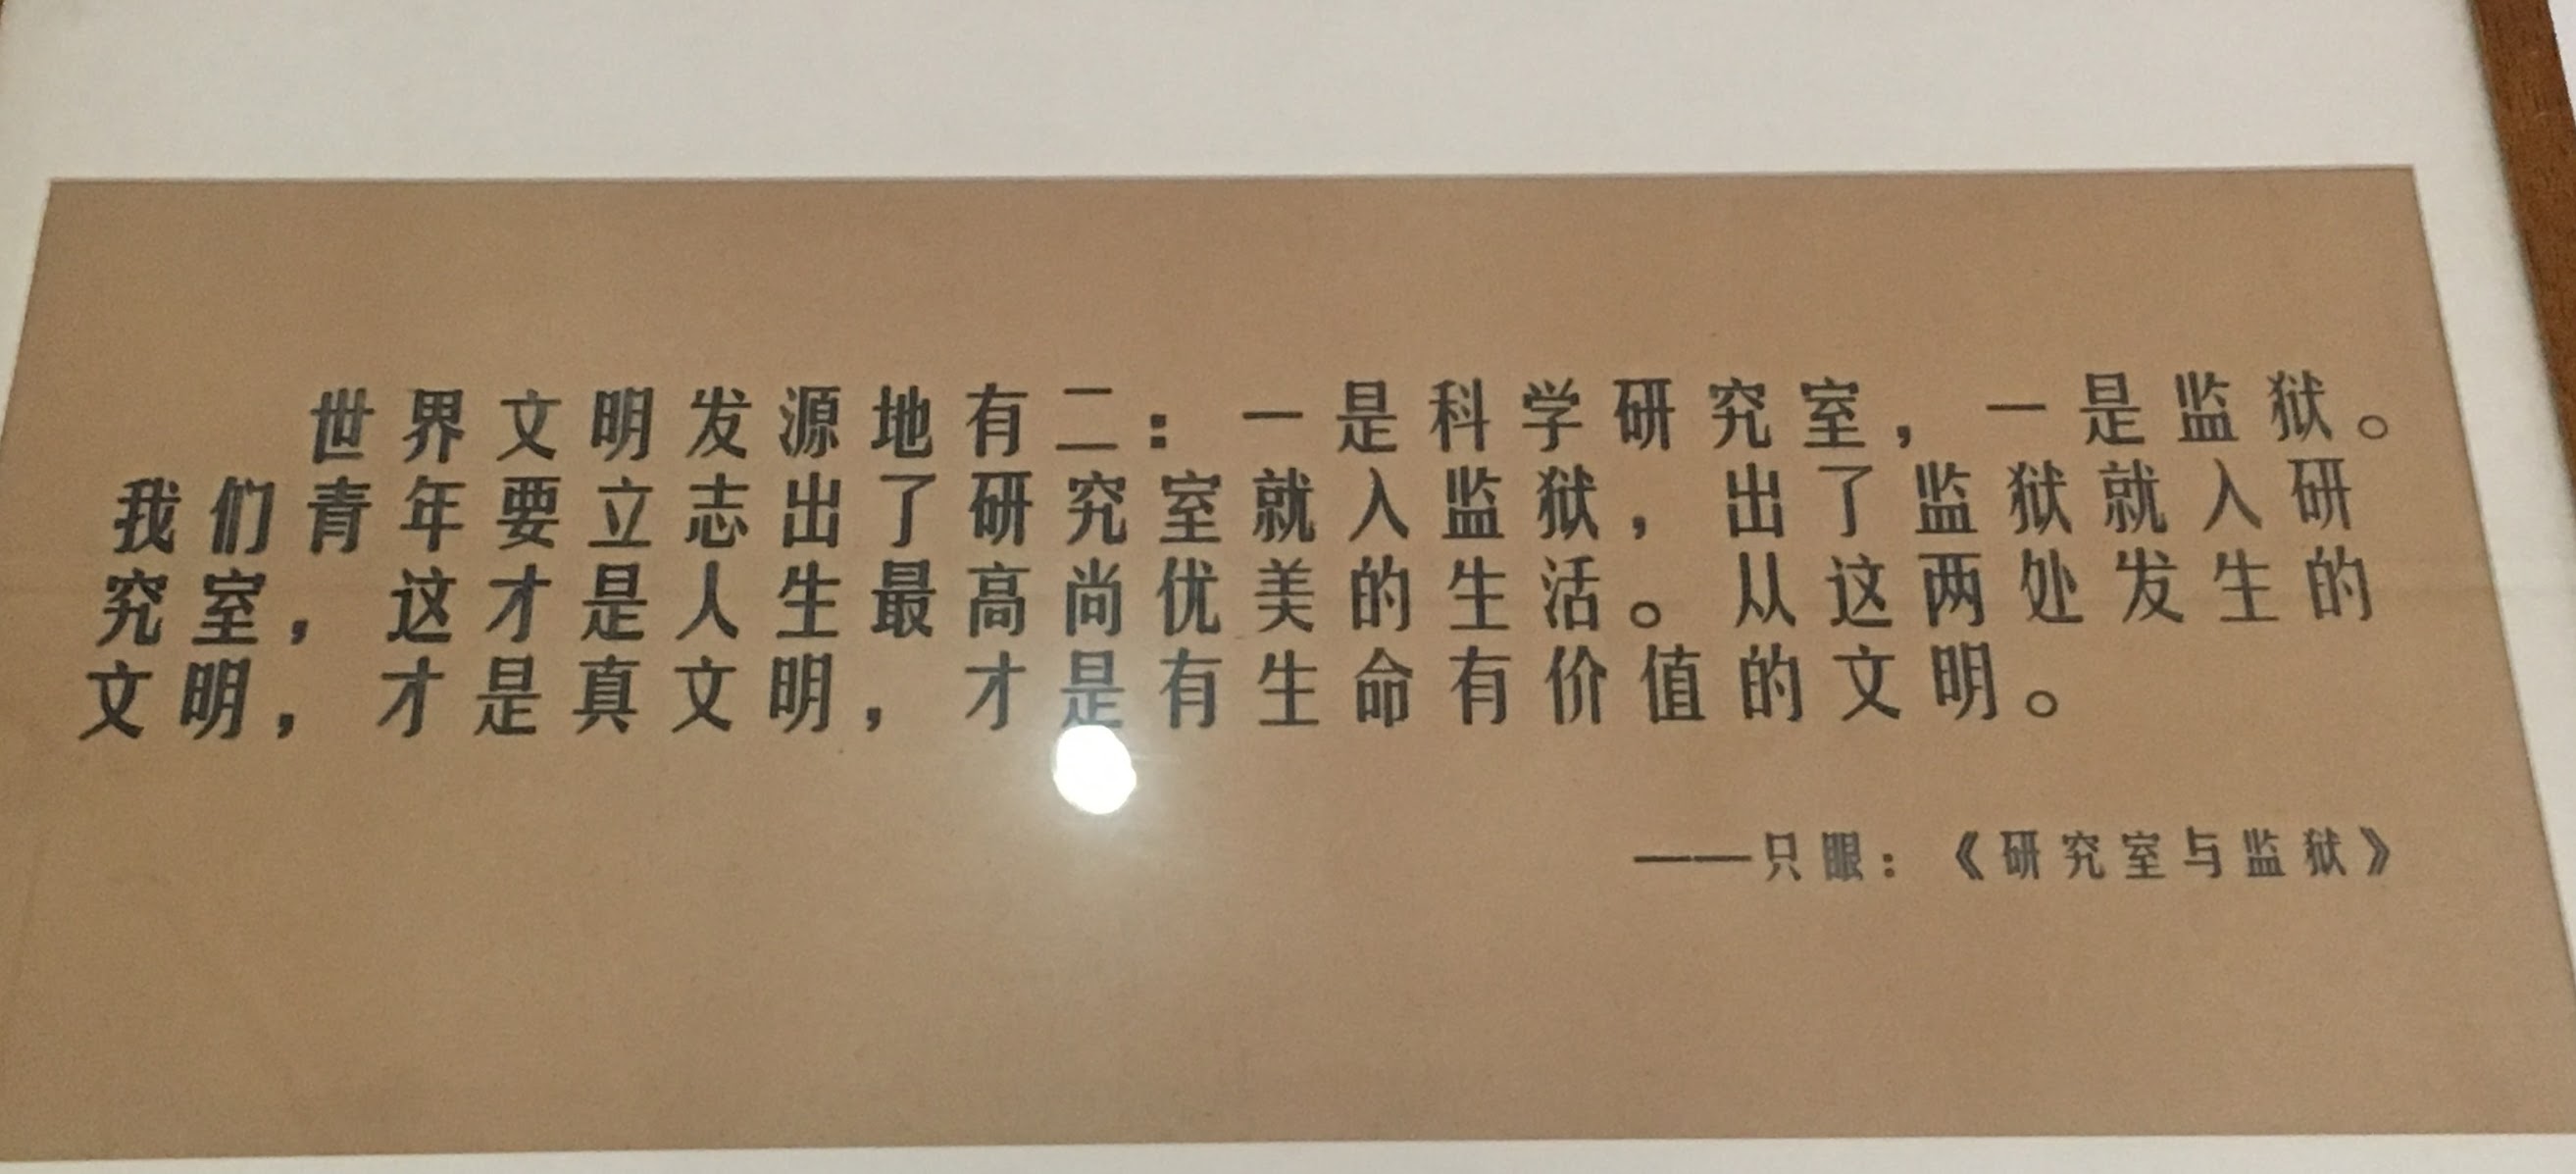 世界文明发源地有二：一是科学研究室，一是监狱。
我们青年要立志出了研究室就入监狱，出了监狱就入研
究室，这才是人生最高尚优美的生活。从这两处发生的
文明，才是真文明，才是有生命有价值的文明。
——只眼：《研究室与监狱》